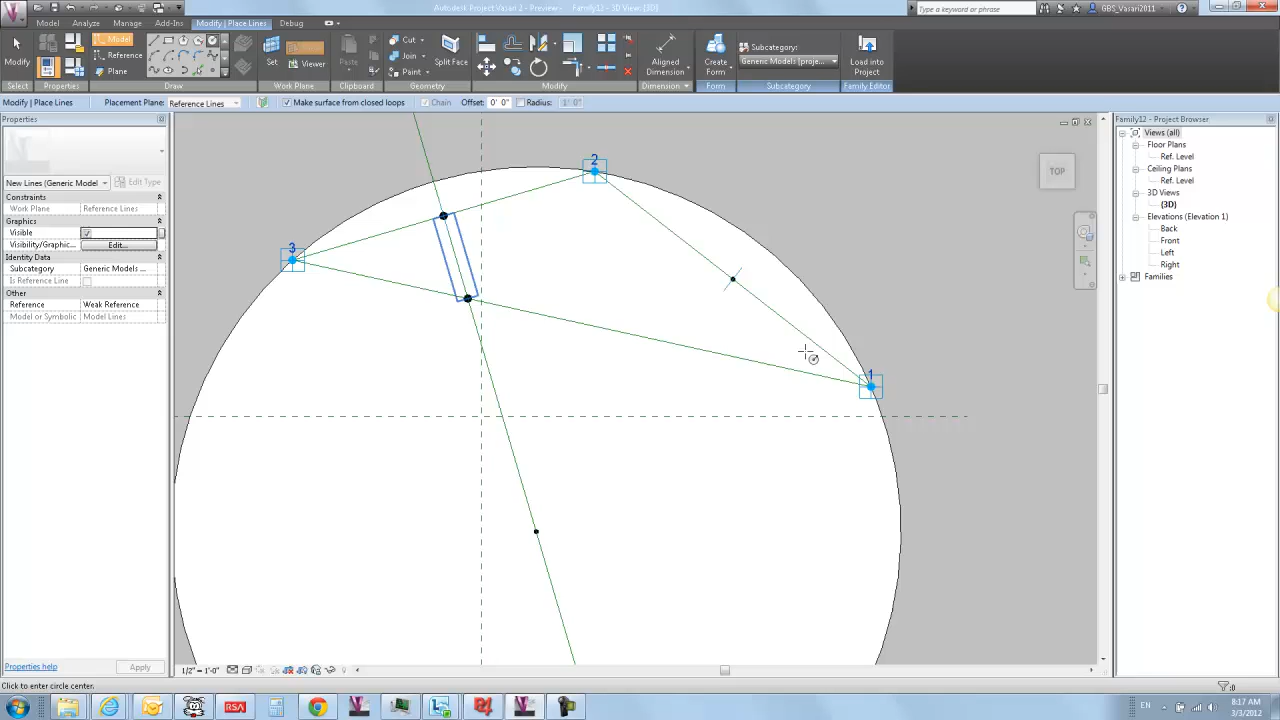 Autodesk Project Vasari 2 - Preview - Family12 - 3D View: {3D}
Type a keyword or phrase
GBS_Vasari2011
Model Analyze Manage Add-Ins Modify | Place Lines Debug
Modify
Model
Reference
Plane
Set
Viewer
Paste
Cut
Join
Paint
Split Face
Aligned
Dimension
Create
Form
Subcategory:
Generic Models (proje...
Load into
Project
Select Properties Draw Work Plane Clipboard Geometry Modify Dimension Form Subcategory Family Editor
Modify | Place Lines Placement Plane: Reference Lines Make surface from closed loops Chain Offset: 0' 0" Radius: 1' 0"
Properties
New Lines (Generic Model
Edit Type
Constraints
Work Plane Reference Lines
Graphics
Visible
Visibility/Graphic... Edit...
Identity Data
Subcategory Generic Models ...
Is Reference Line
Other
Reference Weak Reference
Model or Symbolic Model Lines
Properties help
Apply
2
3
1
TOP
Family12 - Project Browser
Views (all)
Floor Plans
Ref. Level
Ceiling Plans
Ref. Level
3D Views
{3D}
Elevations (Elevation 1)
Back
Front
Left
Right
Families
1/2" = 1'-0"
Click to enter circle center.
:0
RSA
EN
8:17 AM
3/3/2012